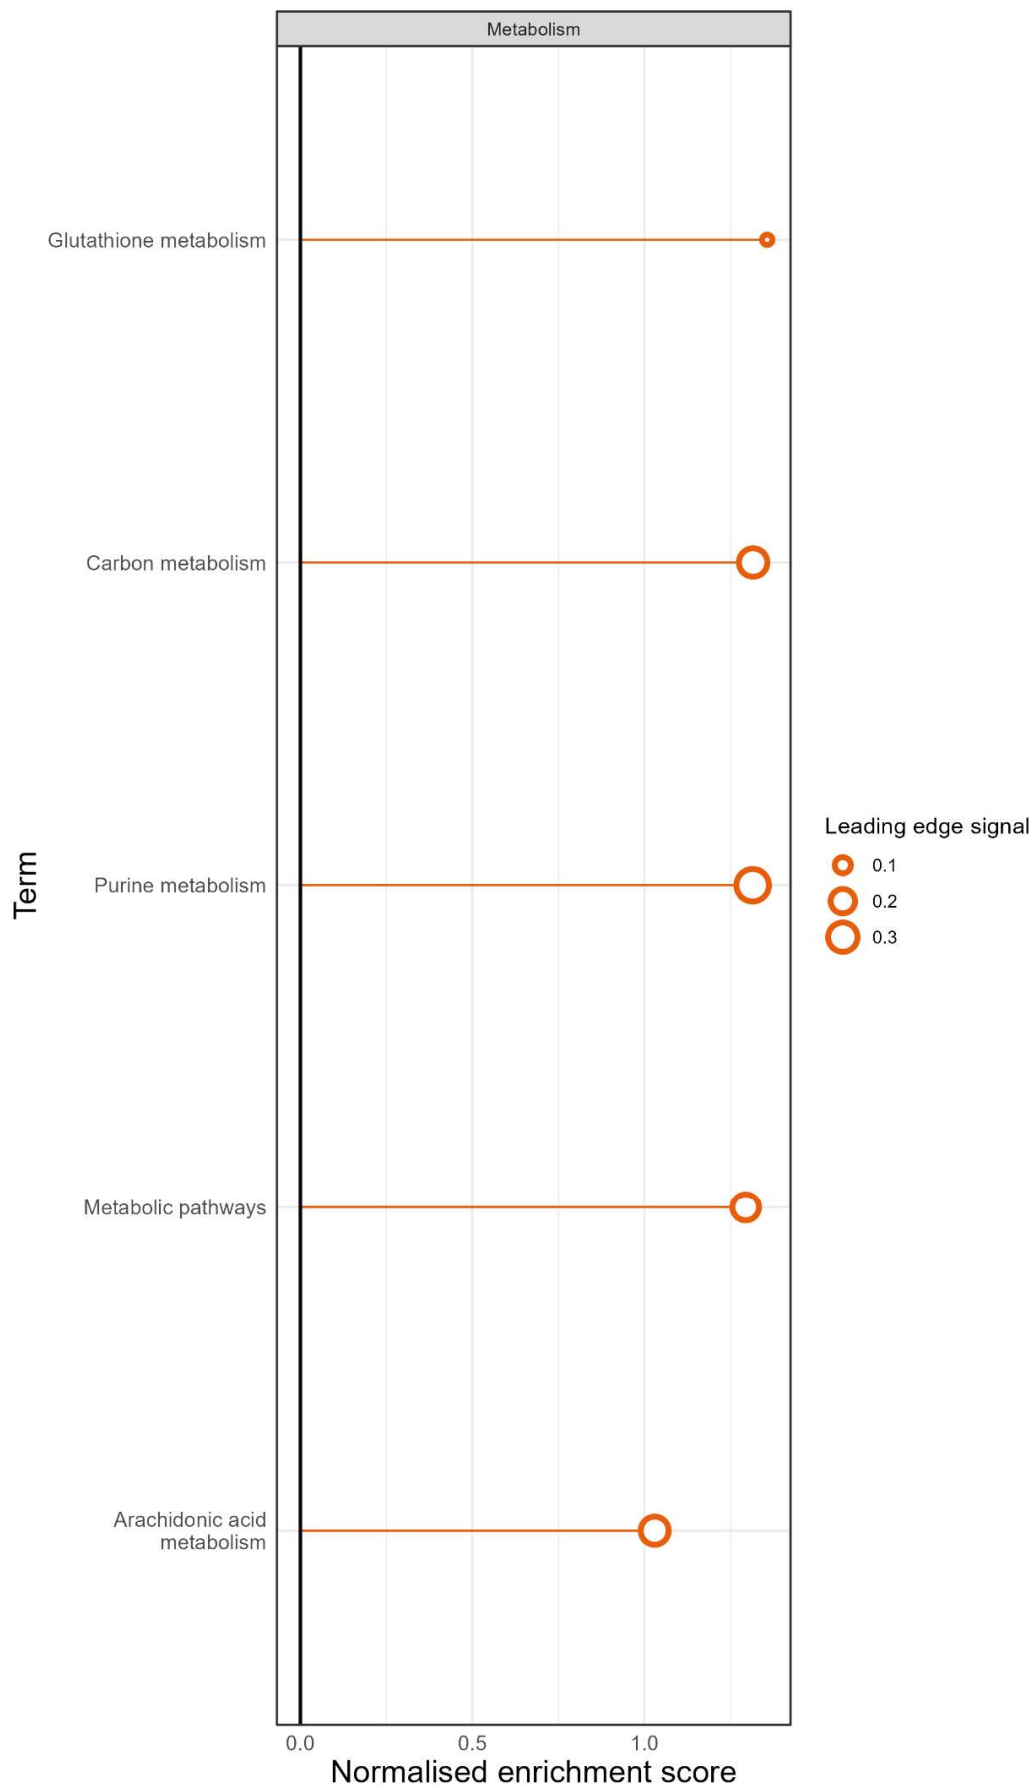 Metabolism
Glutathione metabolism
Carbon metabolism
Purine metabolism
Metabolic pathways
Arachidonic acid
metabolism
Term
0.0
0.5
1.0
Normalised enrichment score
Leading edge signal
0.1
0.2
0.3